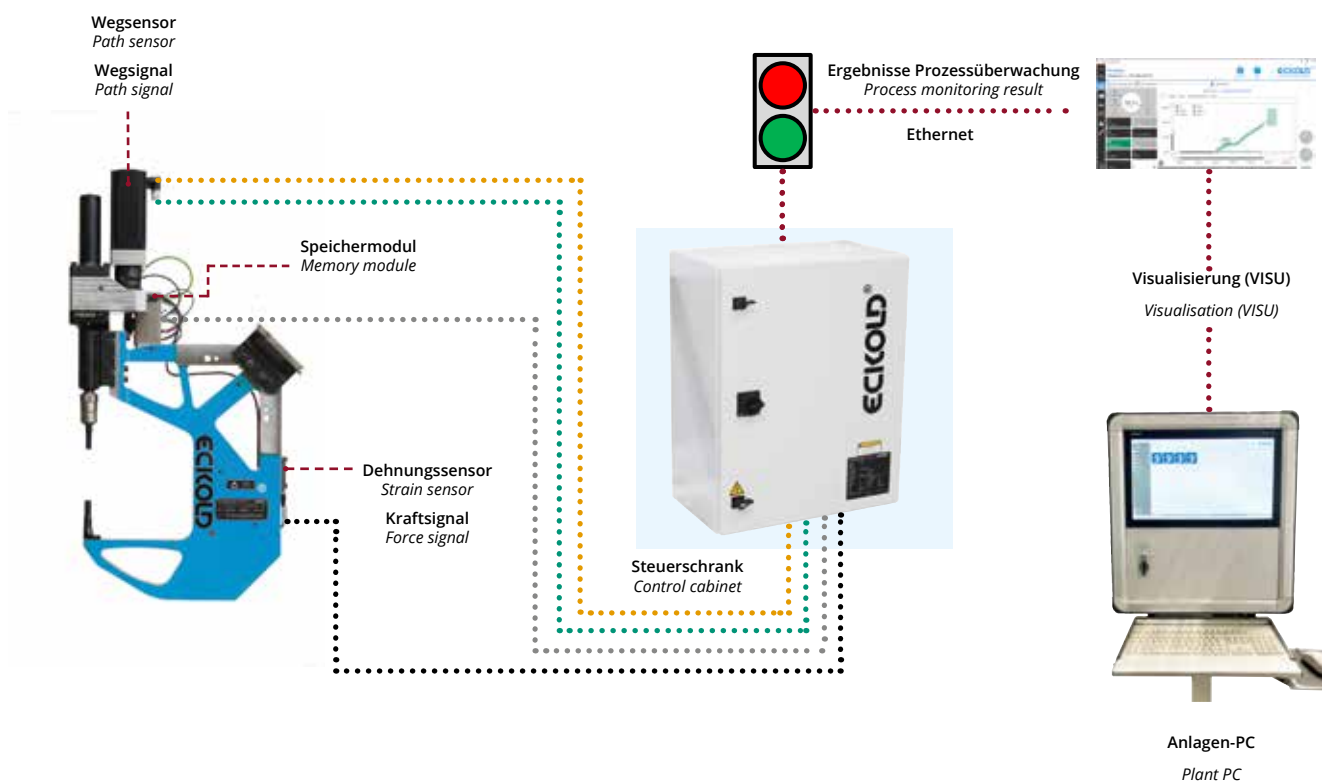 Wegsensor
Path sensor
Wegsignal
Path signal
Speichermodul
Memory module
Dehnungssensor
Strain sensor
Kraftsignal
Force signal
ECKOLD
ECKOLD®
Steuerschrank
Control cabinet
Ergebnisse Prozessüberwachung
Process monitoring result
Ethernet
ECKOLD
Visualisierung (VISU)
Visualisation (VISU)
Anlagen-PC
Plant PC